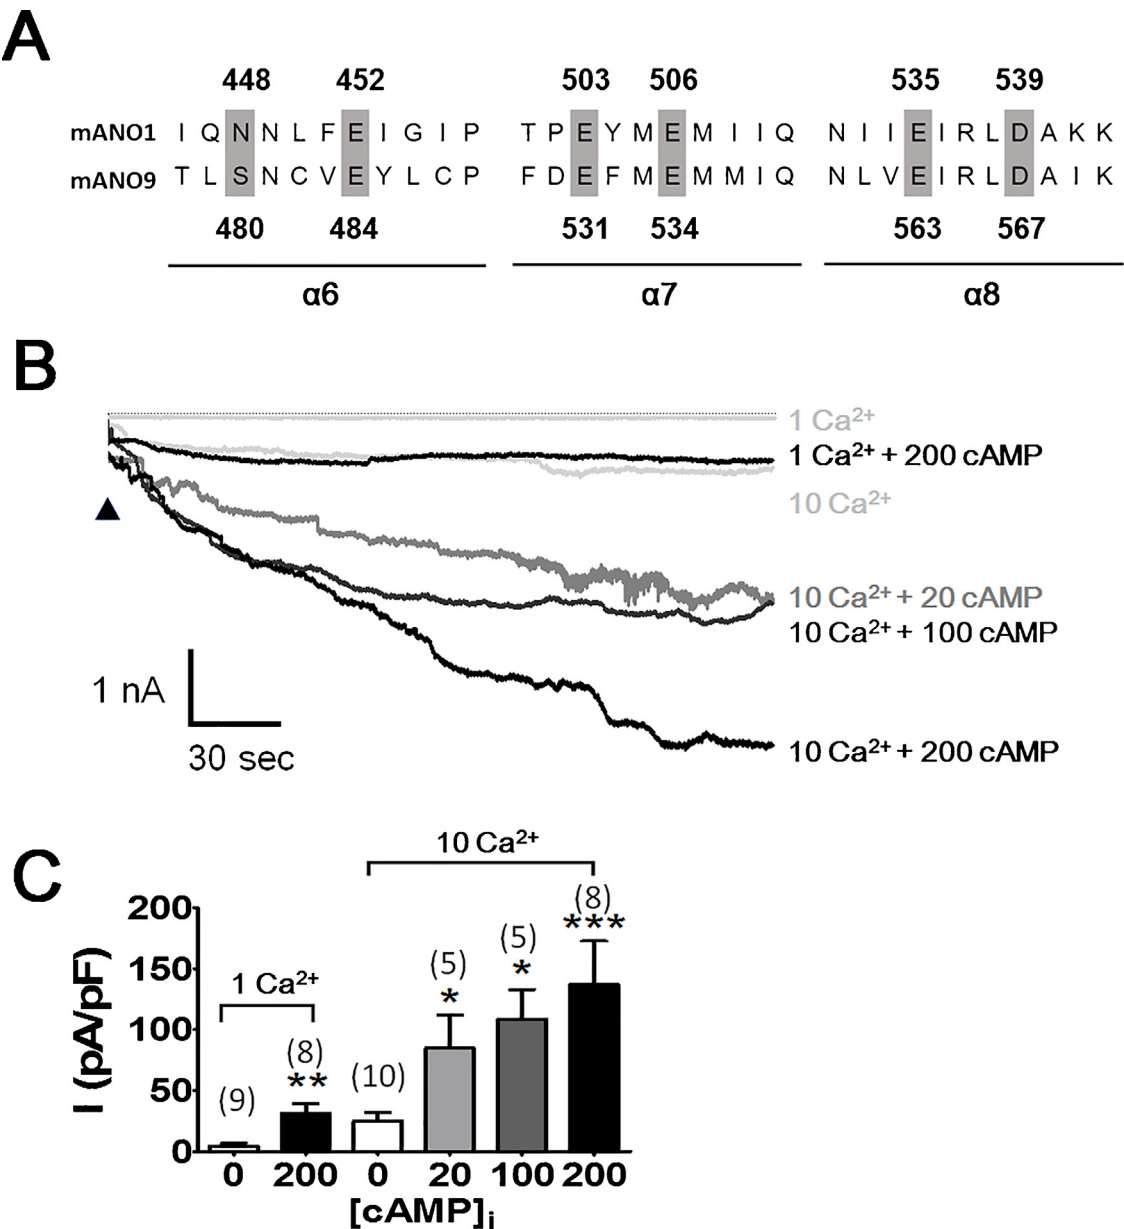 A
448 452 503 506 535 539
mANO1 I Q N N L F E I G I P T P E Y M E M I I Q N I I E I R L D A K K
mANO9 T L S N C V E Y L C P F D E F M E M M I Q N L V E I R L D A I K
480 484 531 534 563 567
α6 α7 α8
B
1 Ca2+
1 Ca2+ + 200 cAMP
10 Ca2+
10 Ca2+ + 20 cAMP
10 Ca2+ + 100 cAMP
1 nA
30 sec
10 Ca2+ + 200 cAMP
C
10 Ca2+
200
150
100
50
0
I (pA/pF)
1 Ca2+
(9) (8) (10) (5) (5) (8)
** * * ***
0 200 0 20 100 200
[cAMP]i